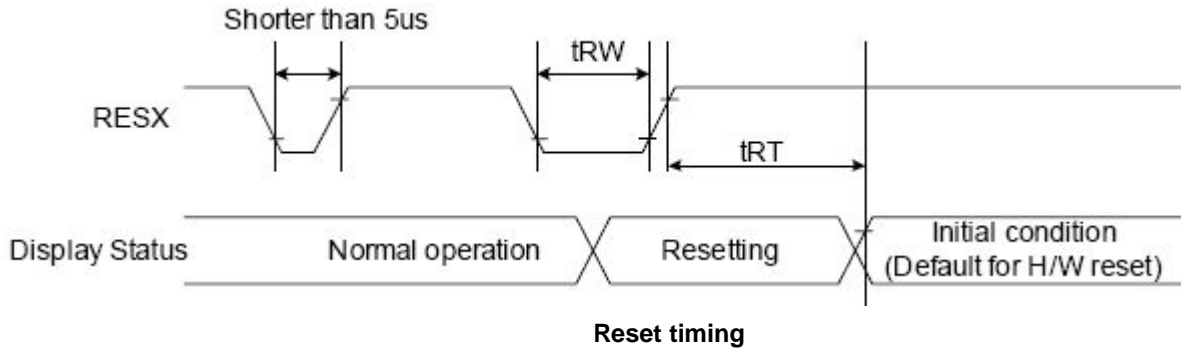 Shorter than 5us
tRW
RESX
tRT
Display Status
Normal operation
Resetting
Initial condition
(Default for H/W reset)
Reset timing